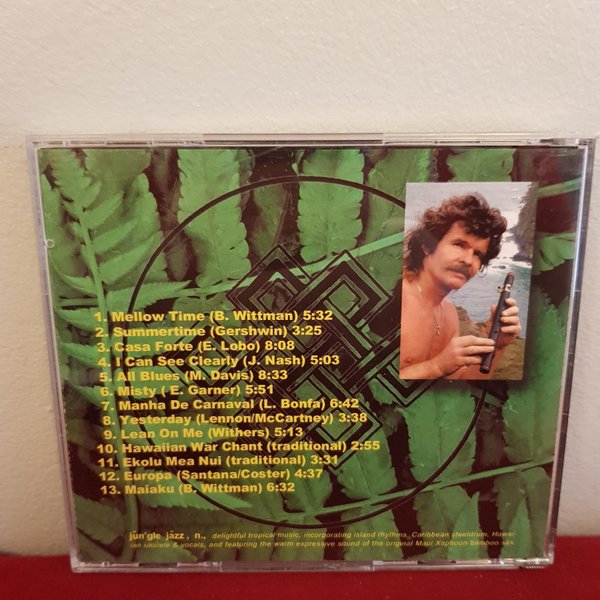 1. Mellow Time (B. Wittman) 5:32
2. Summertime (Gershwin) 3:25
3. Casa Forte (E. Lobo) 8:08
4. I Can See Clearly (J. Nash) 5:03
5. All Blues (M. Davis) 8:33
6. Misty ( E. Garner) 5:51
7. Manha De Carnaval (L. Bonfa) 6:42
8. Yesterday (Lennon/McCartney) 3:38
9. Lean On Me (Withers) 5:13
10. Hawaiian War Chant (traditional) 2:55
11. Ekolu Mea Nui (traditional) 3:31
12. Europa (Santana/Coster) 4:37
13. Maiaku (B. Wittman) 6:32
jŭn'gle jăzz , n., delightful tropical music, incorporating island rhythms, Caribbean steeldrum, Hawai-
ian ukulele & vocals, and featuring the warm expressive sound of the original Maui Xaphoon bamboo sax